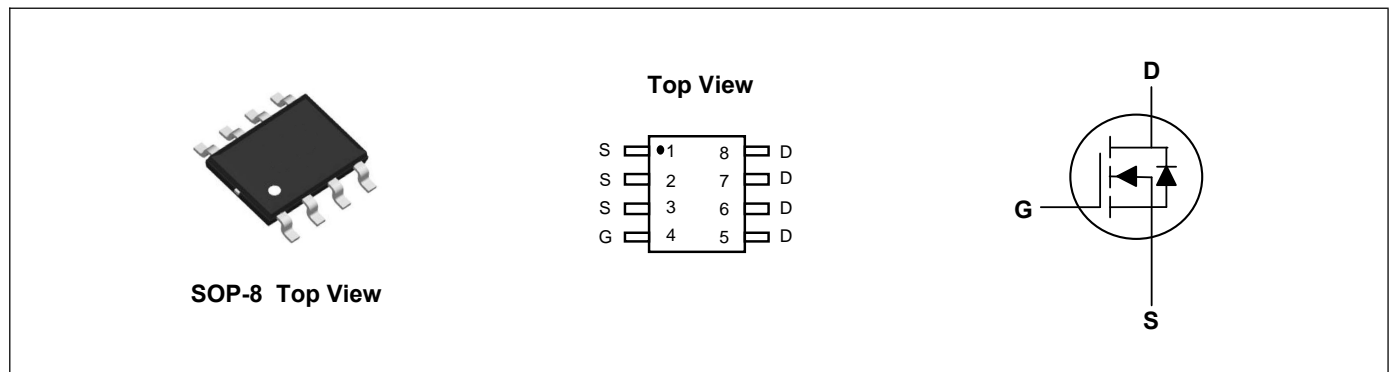 SOP-8 Top View
Top View
S 1 8 D
S 2 7 D
S 3 6 D
G 4 5 D
D
G
S